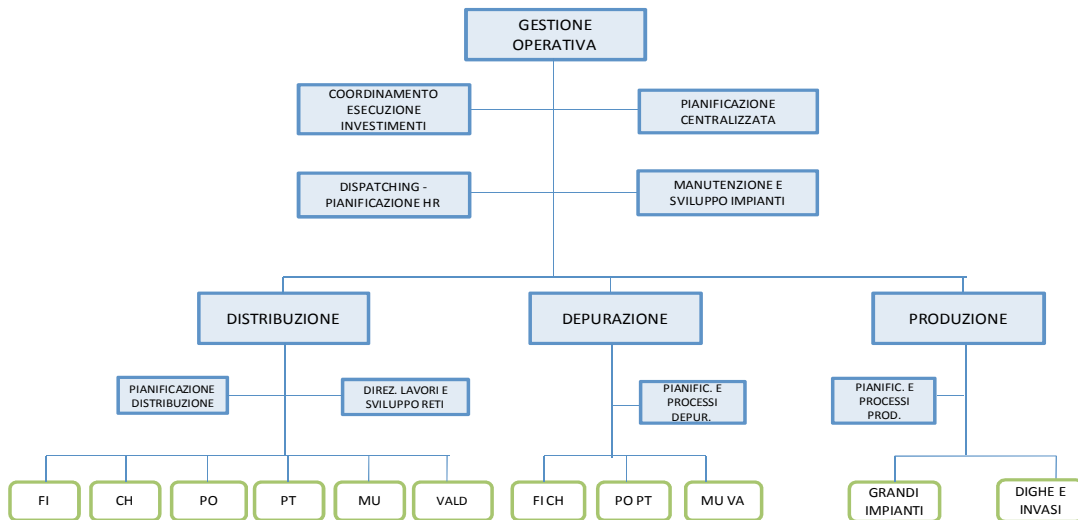 GESTIONE
OPERATIVA
COORDINAMENTO
ESECUZIONE
INVESTIMENTI
PIANIFICAZIONE
CENTRALIZZATA
DISPATCHING -
PIANIFICAZIONE HR
MANUTENZIONE E
SVILUPPO IMPIANTI
DISTRIBUZIONE
DEPURAZIONE
PRODUZIONE
PIANIFICAZIONE
DISTRIBUZIONE
DIREZ. LAVORI E
SVILUPPO RETI
PIANIFIC. E
PROCESSI
DEPUR.
PIANIFIC. E
PROCESSI
PROD.
FI
CH
PO
PT
MU
VALD
FI CH
PO PT
MU VA
GRANDI
IMPIANTI
DIGHE E
INVASI